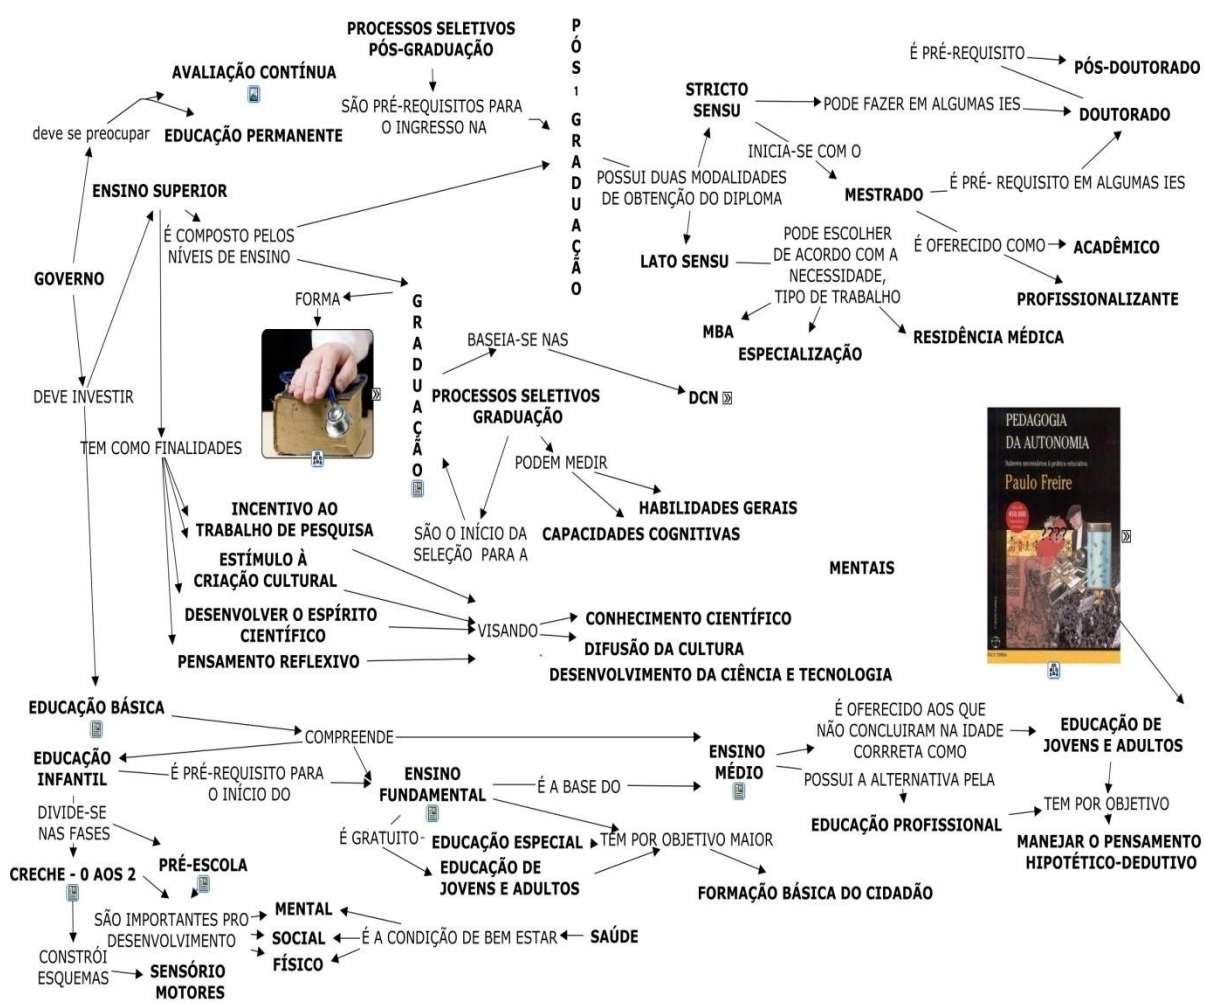 PROCESSOS SELETIVOS
PÓS-GRADUAÇÃO
SÃO PRÉ-REQUISITOS PARA
O INGRESSO NA
PÓS1GRADUAÇÃO
AVALIAÇÃO CONTÍNUA
deve se preocupar
EDUCAÇÃO PERMANENTE
ENSINO SUPERIOR
É COMPOSTO PELOS
NÍVEIS DE ENSINO
GOVERNO
DEVE INVESTIR
TEM COMO FINALIDADES
STRICTO
SENSU
PODE FAZER EM ALGUMAS IES
É PRÉ-REQUISITO
PÓS-DOUTORADO
DOUTORADO
INICIA-SE COM O
MESTRADO
É PRÉ- REQUISITO EM ALGUMAS IES
POSSUI DUAS MODALIDADES
DE OBTENÇÃO DO DIPLOMA
É OFERECIDO COMO
ACADÊMICO
PROFISSIONALIZANTE
LATO SENSU
PODE ESCOLHER
DE ACORDO COM A
NECESSIDADE,
TIPO DE TRABALHO
MBA
ESPECIALIZAÇÃO
RESIDÊNCIA MÉDICA
FORMA
GRADUAÇÃO
BASEIA-SE NAS
DCN
PROCESSOS SELETIVOS
GRADUAÇÃO
PODEM MEDIR
HABILIDADES GERAIS
CAPACIDADES COGNITIVAS
SÃO O INÍCIO DA
SELEÇÃO PARA A
MENTAIS
INCENTIVO AO
TRABALHO DE PESQUISA
ESTÍMULO À
CRIAÇÃO CULTURAL
DESENVOLVER O ESPÍRITO
CIENTÍFICO
PENSAMENTO REFLEXIVO
VISANDO
CONHECIMENTO CIENTÍFICO
DIFUSÃO DA CULTURA
DESENVOLVIMENTO DA CIÊNCIA E TECNOLOGIA
PEDAGOGIA
DA AUTONOMIA
Saberes necessários à prática educativa
Paulo Freire
EDUCAÇÃO BÁSICA
COMPREENDE
EDUCAÇÃO
INFANTIL
É PRÉ-REQUISITO PARA
O INÍCIO DO
ENSINO
FUNDAMENTAL
É A BASE DO
ENSINO
MÉDIO
É OFERECIDO AOS QUE
NÃO CONCLUIRAM NA IDADE
CORRRETA COMO
EDUCAÇÃO DE
JOVENS E ADULTOS
POSSUI A ALTERNATIVA PELA
EDUCAÇÃO PROFISSIONAL
TEM POR OBJETIVO
MANEJAR O PENSAMENTO
HIPOTÉTICO-DEDUTIVO
É GRATUITO
EDUCAÇÃO ESPECIAL
EDUCAÇÃO DE
JOVENS E ADULTOS
TEM POR OBJETIVO MAIOR
FORMAÇÃO BÁSICA DO CIDADÃO
DIVIDE-SE
NAS FASES
CRECHE - 0 AOS 2
PRÉ-ESCOLA
SÃO IMPORTANTES PRO
DESENVOLVIMENTO
MENTAL
SOCIAL
FÍSICO
É A CONDIÇÃO DE BEM ESTAR
SAÚDE
CONSTRÓI
ESQUEMAS
SENSÓRIO
MOTORES